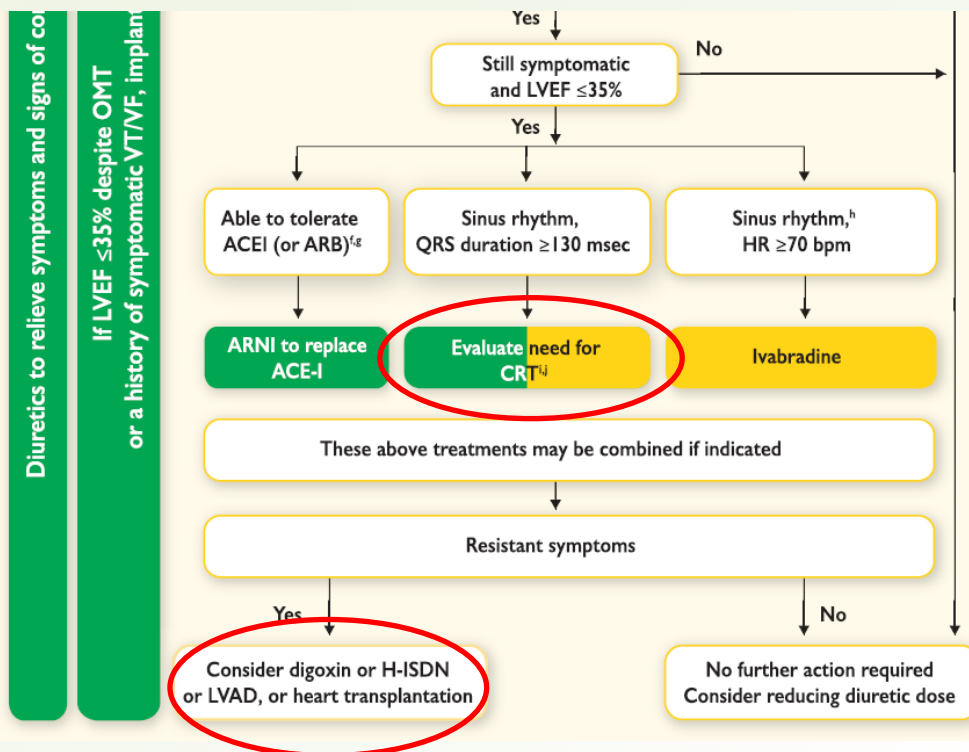 Diuretics to relieve symptoms and signs of
If LVEF ≤35% despite OMT
or a history of symptomatic VT/VF,
Yes
Still symptomatic
and LVEF ≤35%
No
Yes
Able to tolerate
ACEI (or ARB)f,g
Sinus rhythm,
QRS duration ≥130 msec
Sinus rhythm,h
HR ≥70 bpm
ARNI to replace
ACE-I
Evaluate need for
CRTi,j
Ivabradine
These above treatments may be combined if indicated
Resistant symptoms
Yes
No
Consider digoxin or H-ISDN
or LVAD, or heart transplantation
No further action required
Consider reducing diuretic dose